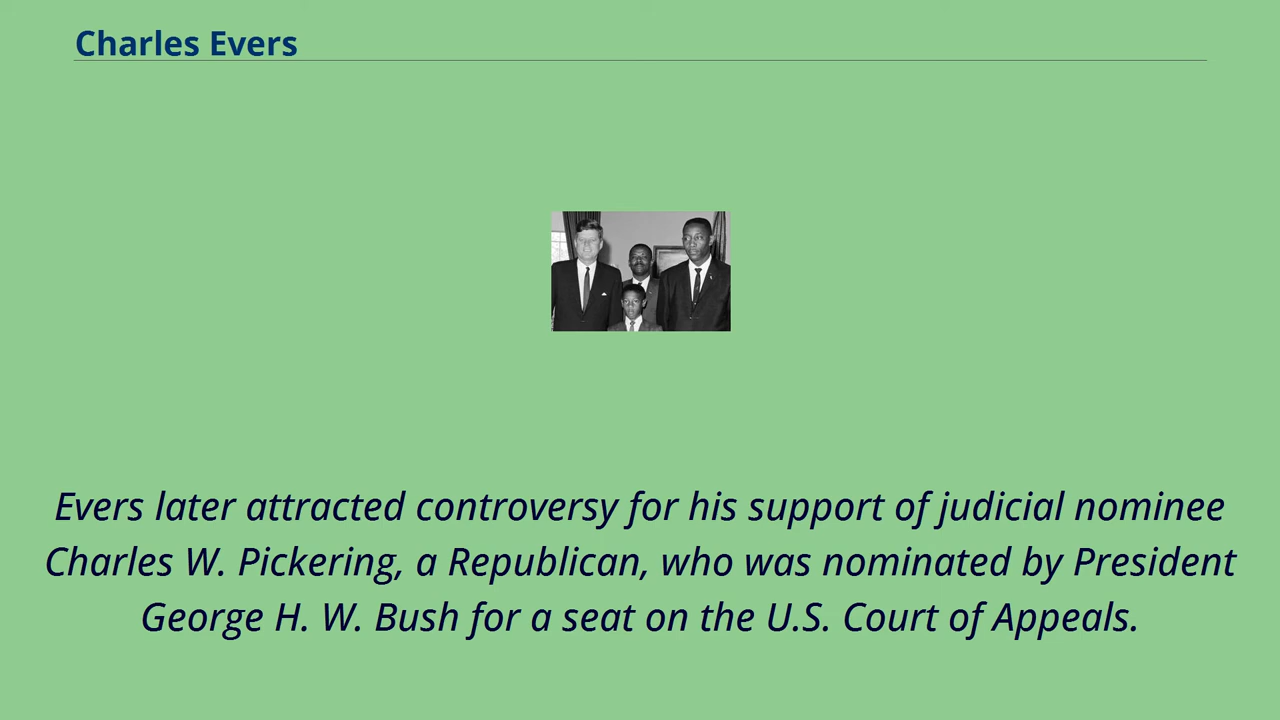 Charles Evers
Evers later attracted controversy for his support of judicial nominee
Charles W. Pickering, a Republican, who was nominated by President
George H. W. Bush for a seat on the U.S. Court of Appeals.